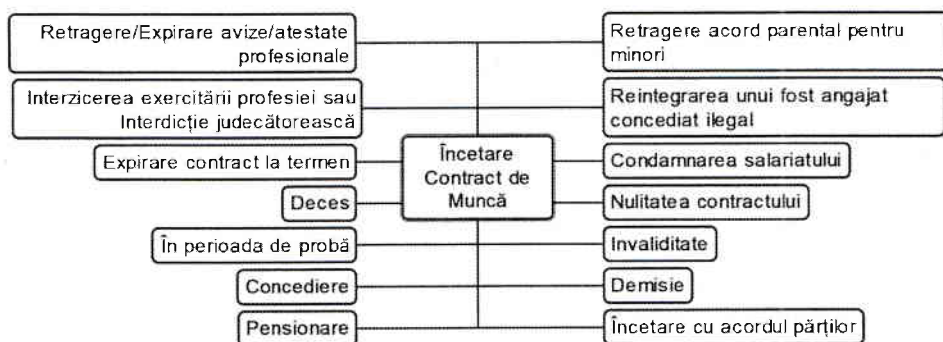 Retragere/Expirare avize/atestate
profesionale
Retragere acord parental pentru
minori
Interzicerea exercitării profesiei sau
Interdicție judecătorească
Reintegrarea unui fost angajat
concediat ilegal
Expirare contract la termen
Încetare
Contract de
Muncă
Condamnarea salariatului
Deces
Nulitatea contractului
În perioada de probă
Invaliditate
Concediere
Demisie
Pensionare
Încetare cu acordul părților